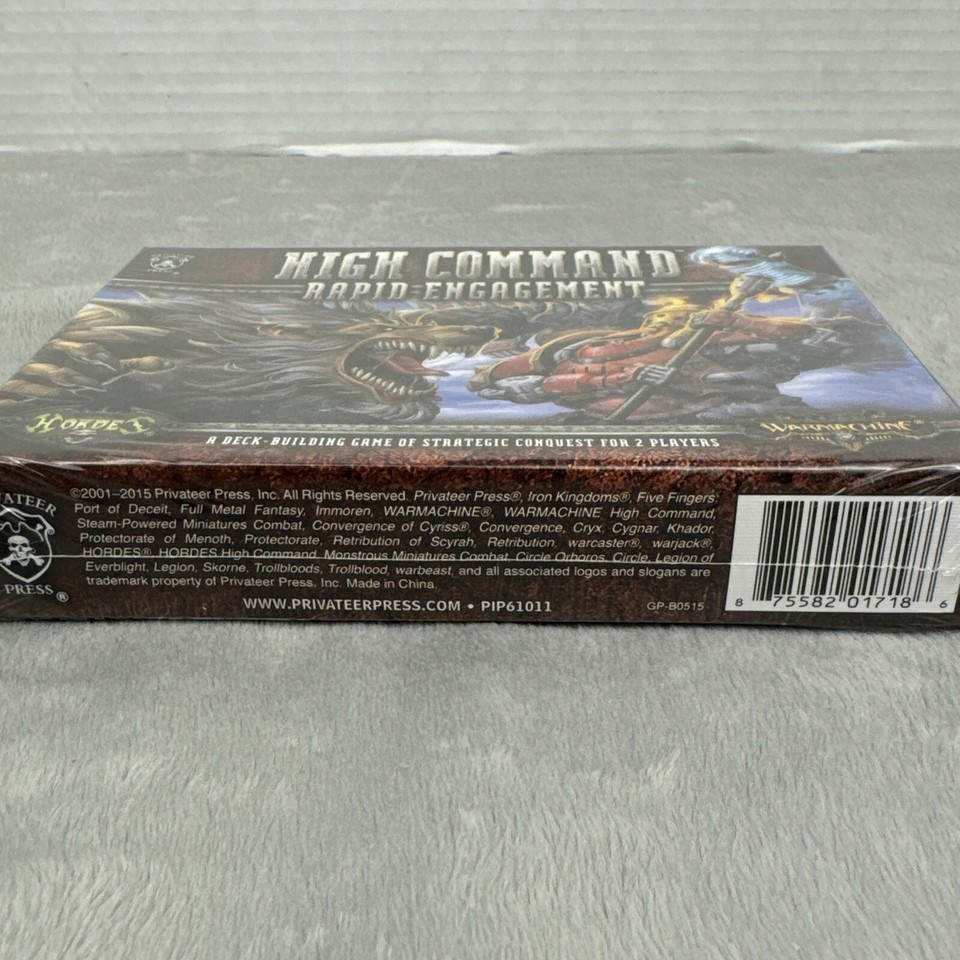 HIGH COMMAND™
RAPID ENGAGEMENT
HORDES®
WARMACHINE®
A DECK-BUILDING GAME OF STRATEGIC CONQUEST FOR 2 PLAYERS
PRIVATEER
PRESS®
©2001–2015 Privateer Press, Inc. All Rights Reserved. Privateer Press®, Iron Kingdoms®, Five Fingers:
Port of Deceit, Full Metal Fantasy, Immoren, WARMACHINE®, WARMACHINE High Command,
Steam-Powered Miniatures Combat, Convergence of Cyriss®, Convergence, Cryx, Cygnar, Khador,
Protectorate of Menoth, Protectorate, Retribution of Scyrah, Retribution, warcaster®, warjack®,
HORDES®, HORDES High Command, Monstrous Miniatures Combat, Circle Orboros, Circle, Legion of
Everblight, Legion, Skorne, Trollbloods, Trollblood, warbeast, and all associated logos and slogans are
trademark property of Privateer Press, Inc. Made in China.
WWW.PRIVATEERPRESS.COM • PIP61011
GP-B0515
8 75582 01718 6